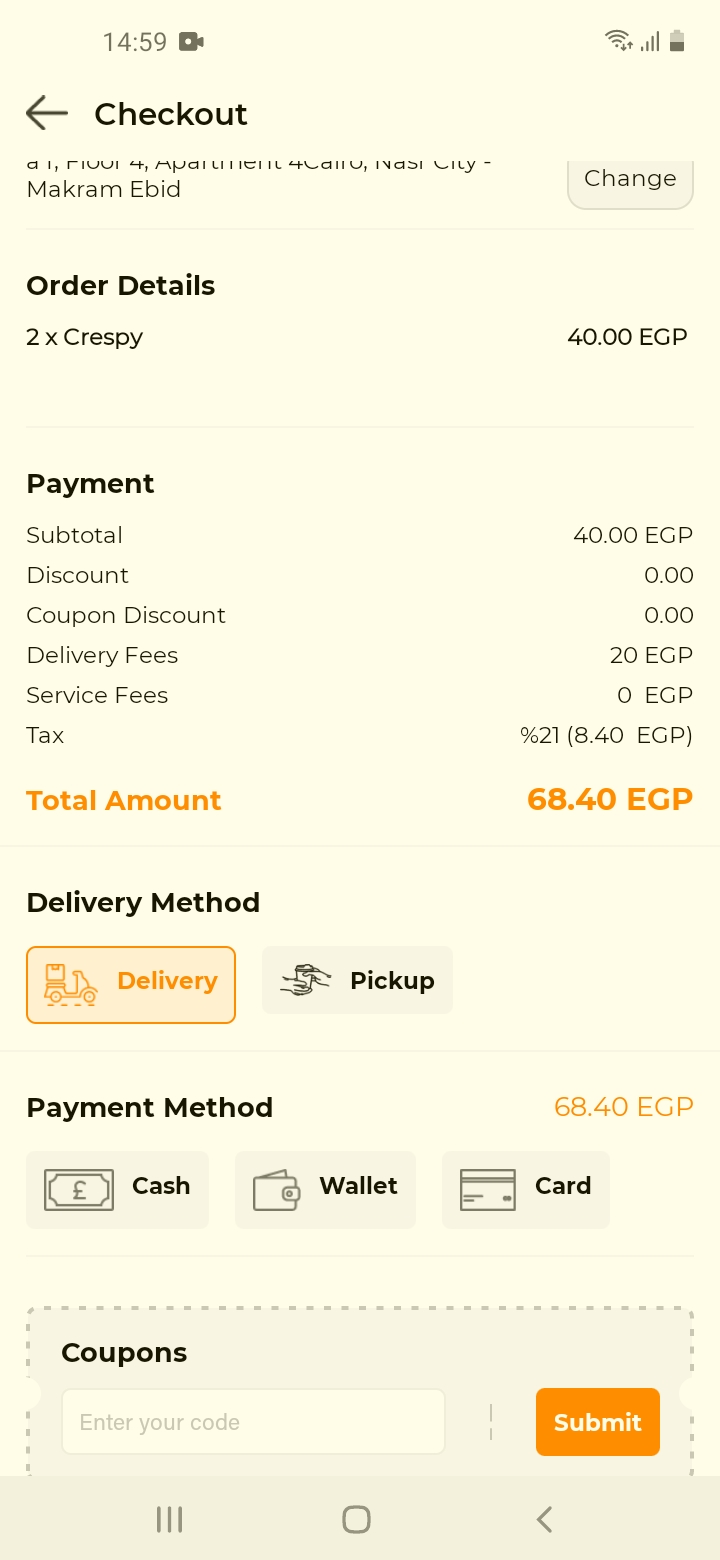 14:59
Checkout
a 1, Floor 4, Apartment 4Cairo, Nasr City -
Makram Ebid
Change
Order Details
2 x Crespy 40.00 EGP
Payment
Subtotal 40.00 EGP
Discount 0.00
Coupon Discount 0.00
Delivery Fees 20 EGP
Service Fees 0 EGP
Tax %21 (8.40 EGP)
Total Amount 68.40 EGP
Delivery Method
Delivery Pickup
Payment Method 68.40 EGP
£ Cash Wallet Card
Coupons
Enter your code Submit